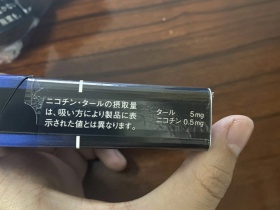 ニコチン・タールの摂取量
は、吸い方により製品に表
示された値とは異なります。
タール 5mg
ニコチン 0.5mg